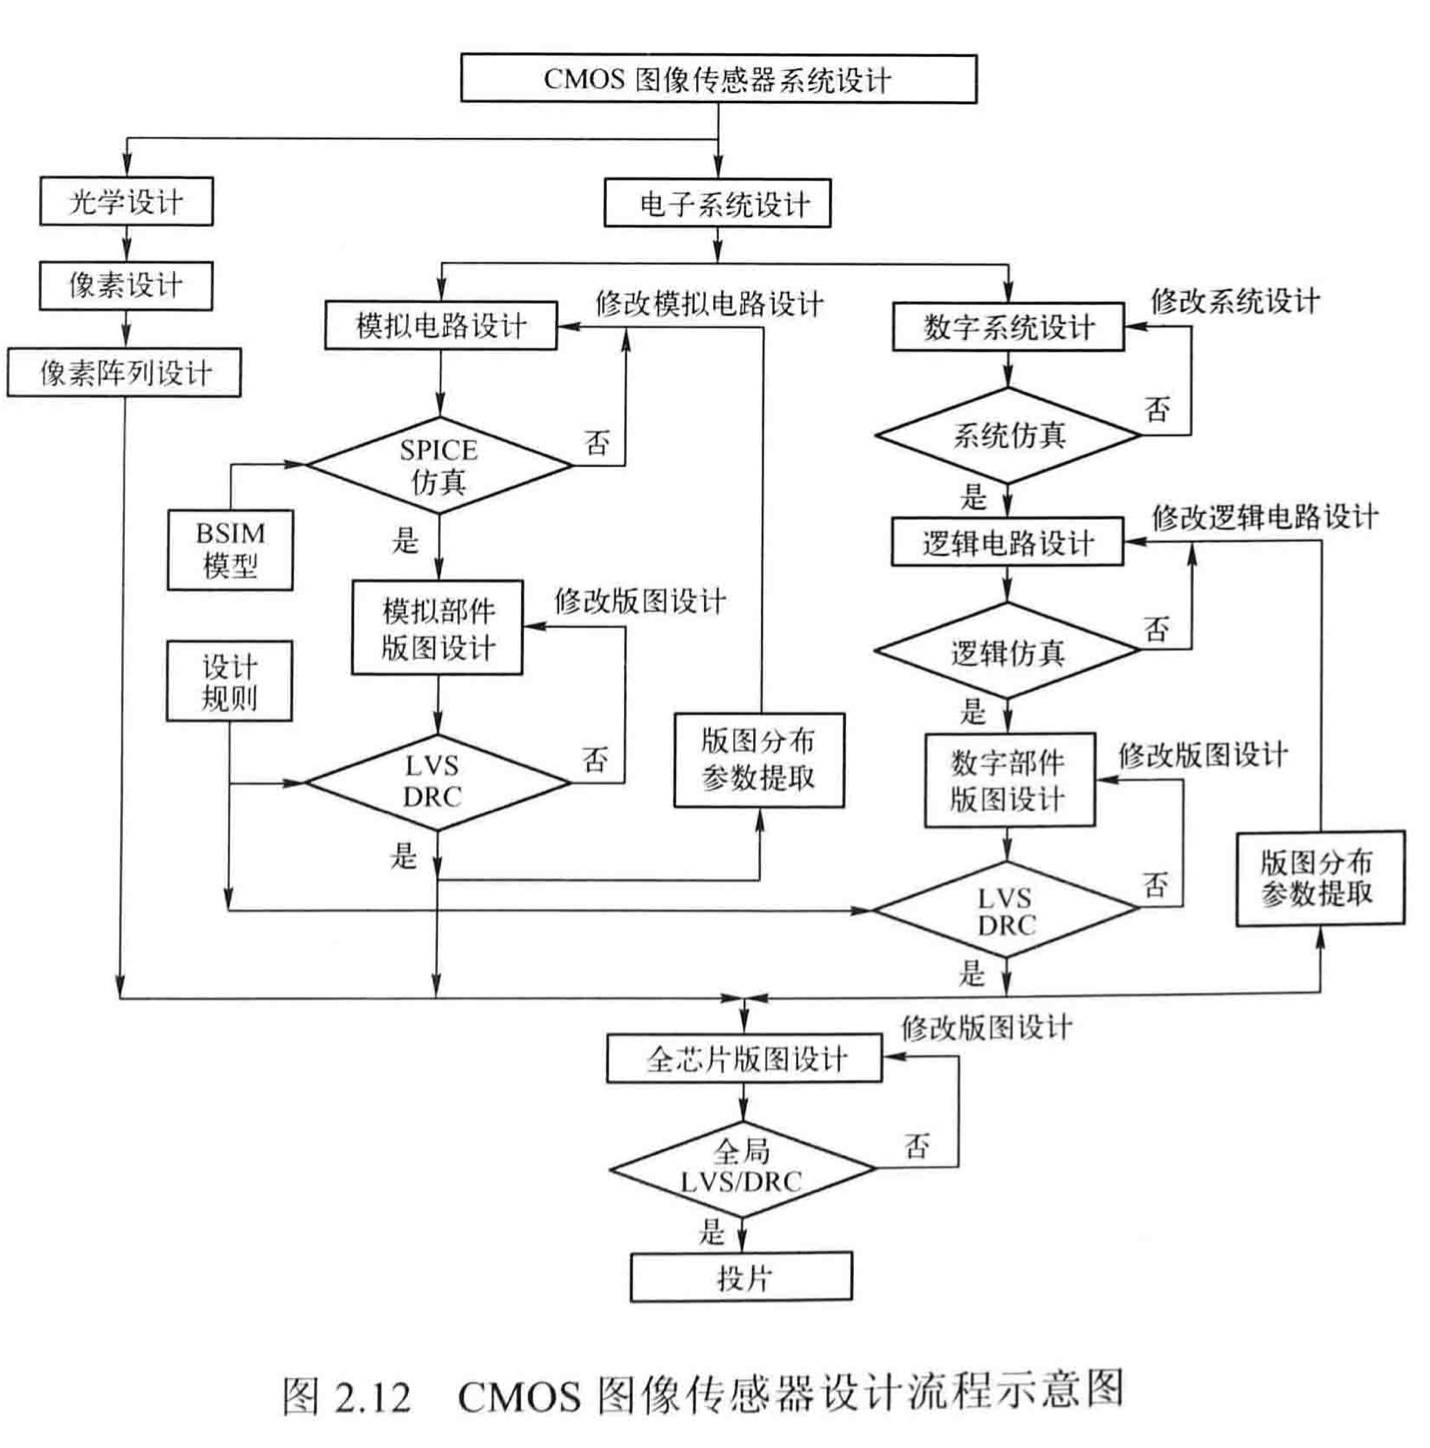 CMOS 图像传感器系统设计
光学设计
电子系统设计
像素设计
修改模拟电路设计
修改系统设计
模拟电路设计
数字系统设计
像素阵列设计
否
SPICE
仿真
否
系统仿真
是
BSIM
模型
是
修改逻辑电路设计
逻辑电路设计
模拟部件
版图设计
修改版图设计
否
逻辑仿真
设计
规则
是
LVS
DRC
否
版图分布
参数提取
数字部件
版图设计
修改版图设计
是
否
LVS
DRC
版图分布
参数提取
是
修改版图设计
全芯片版图设计
全局
LVS/DRC
否
是
投片
图 2.12 CMOS 图像传感器设计流程示意图